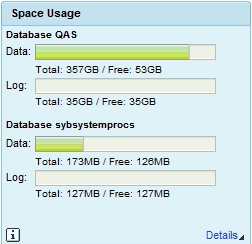 Space Usage
Database QAS
Data:
Total: 357GB / Free: 53GB
Log:
Total: 35GB / Free: 35GB
Database sybsystemprocs
Data:
Total: 173MB / Free: 126MB
Log:
Total: 127MB / Free: 127MB
i Details